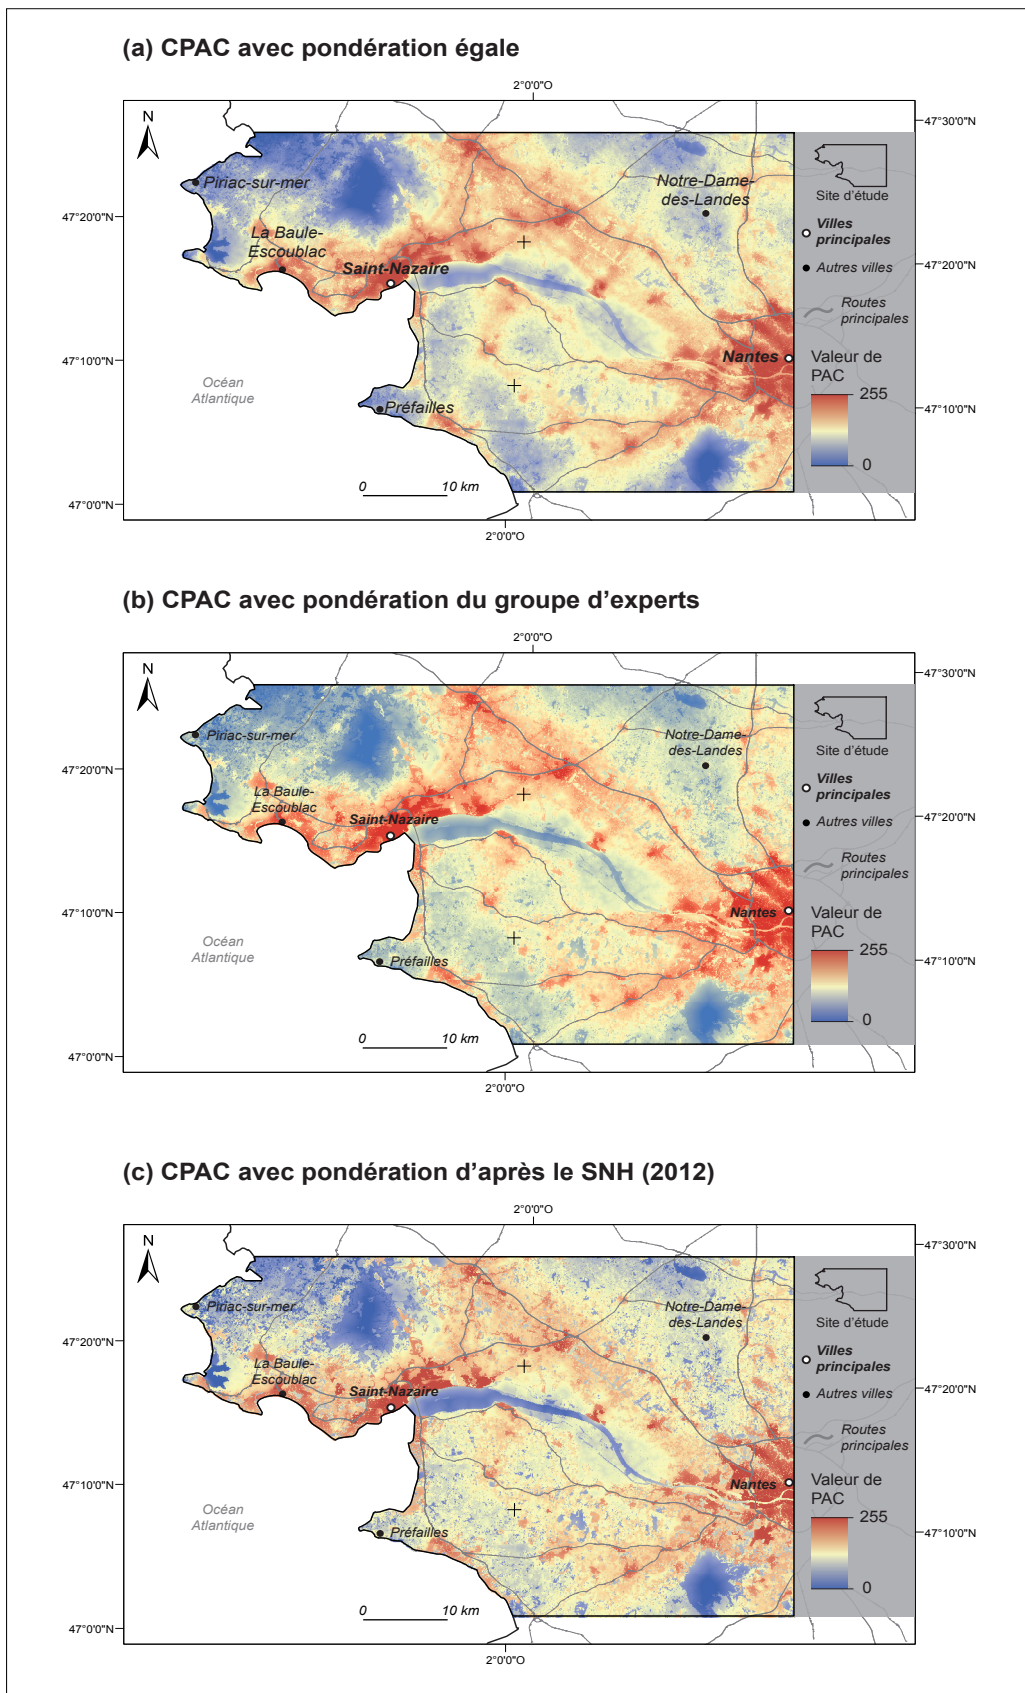 (a) CPAC avec pondération égale
2°0'0"O
N
47°30'0"N
Piriac-sur-mer
Notre-Dame-
des-Landes
Site d'étude
47°20'0"N
La Baule-
Escoublac
Villes
principales
Saint-Nazaire
47°20'0"N
Autres villes
Routes
principales
47°10'0"N
Nantes
Valeur de
PAC
Océan
Atlantique
255
Préfailles
47°10'0"N
0
0 10 km
47°0'0"N
2°0'0"O
(b) CPAC avec pondération du groupe d'experts
2°0'0"O
N
47°30'0"N
Piriac-sur-mer
Notre-Dame-
des-Landes
Site d'étude
47°20'0"N
La Baule-
Escoublac
Villes
principales
Saint-Nazaire
47°20'0"N
Autres villes
Routes
principales
47°10'0"N
Nantes
Valeur de
PAC
Océan
Atlantique
255
Préfailles
47°10'0"N
0
0 10 km
47°0'0"N
2°0'0"O
(c) CPAC avec pondération d'après le SNH (2012)
2°0'0"O
N
47°30'0"N
Piriac-sur-mer
Notre-Dame-
des-Landes
Site d'étude
47°20'0"N
La Baule-
Escoublac
Villes
principales
Saint-Nazaire
47°20'0"N
Autres villes
Routes
principales
47°10'0"N
Nantes
Valeur de
PAC
Océan
Atlantique
255
Préfailles
47°10'0"N
0
0 10 km
47°0'0"N
2°0'0"O